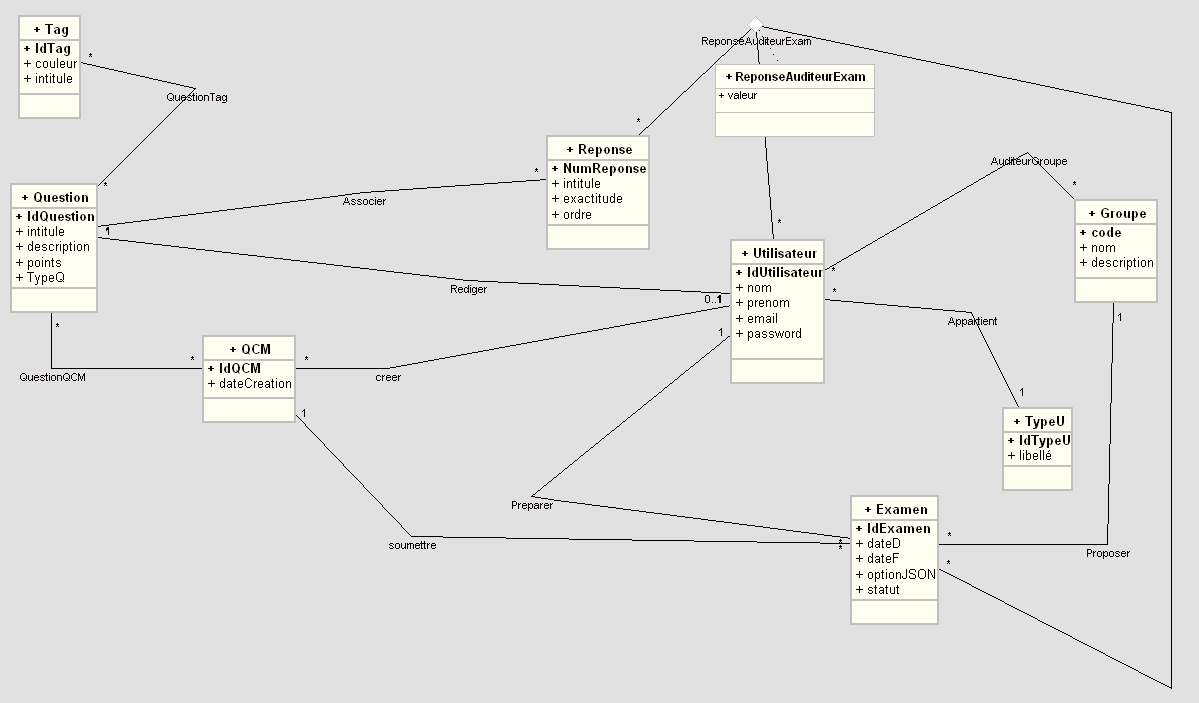 + Tag
+ IdTag
+ couleur
+ intitule
*
QuestionTag
*
+ Question
+ IdQuestion
+ intitule
+ description
+ points
+ TypeQ
*
1
Associer
*
+ Reponse
+ NumReponse
+ intitule
+ exactitude
+ ordre
*
ReponseAuditeurExam
+ ReponseAuditeurExam
+ valeur
*
+ Utilisateur
+ IdUtilisateur
+ nom
+ prenom
+ email
+ password
Rediger
0..1
1
*
AuditeurGroupe
*
+ Groupe
+ code
+ nom
+ description
1
*
Appartient
1
+ TypeU
+ IdTypeU
+ libellé
QuestionQCM
*
+ QCM
+ IdQCM
+ dateCreation
*
creer
1
soumettre
Preparer
*
*
+ Examen
+ IdExamen
+ dateD
+ dateF
+ optionJSON
+ statut
*
*
Proposer